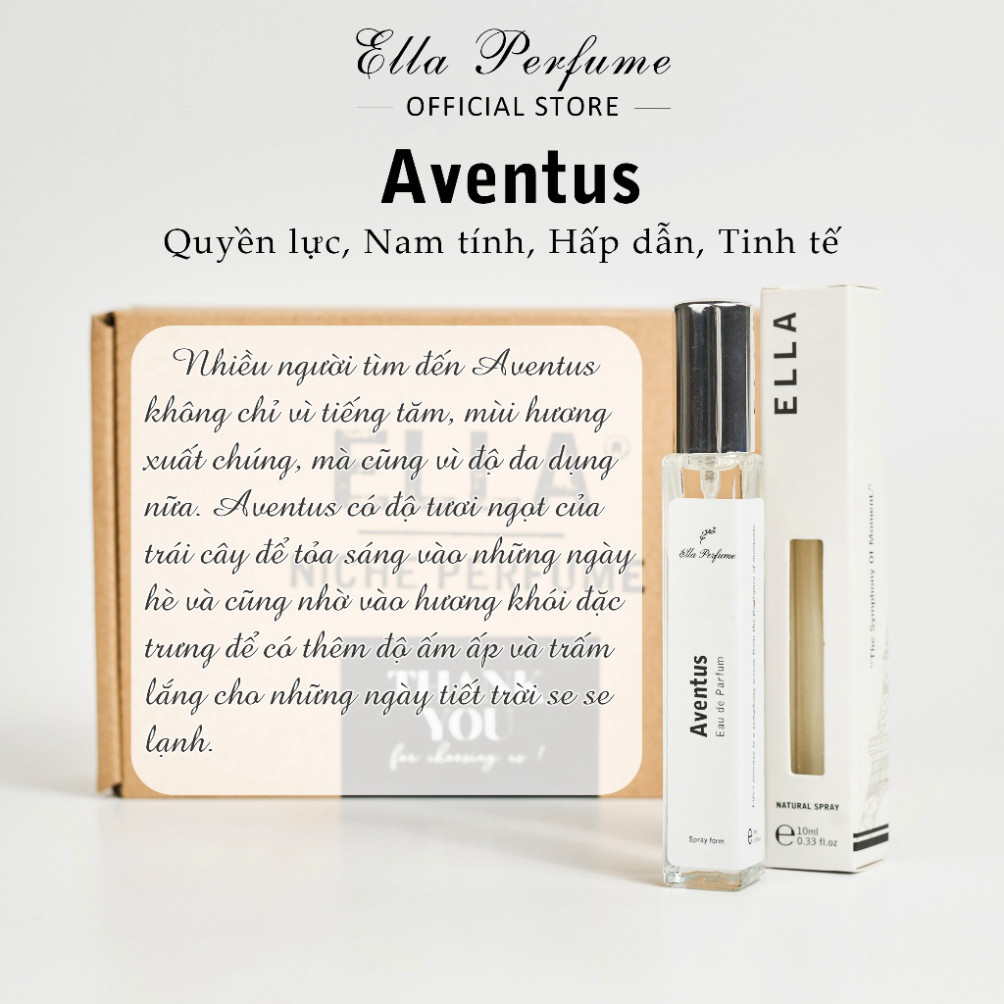 Ella Perfume
OFFICIAL STORE
Aventus
Quyền lực, Nam tính, Hấp dẫn, Tinh tế
Nhiều người tìm đến Aventus
không chỉ vì tiếng tăm, mùi hương
xuất chúng, mà cũng vì độ đa dụng
nữa. Aventus có độ tươi ngọt của
trái cây để tỏa sáng vào những ngày
hè và cũng nhờ vào hương khói đặc
trưng để có thêm độ ấm áp và trấm
lắng cho những ngày tiết trời se se
lạnh.
ELLA®
NICHE PERFUME
THANK
YOU
for choosing us !
Ella Perfume
Aventus
Eau de Parfum
Spray form
ELLA
"The Symphony Of Moment."
NATURAL SPRAY
e 10ml
0.33 fl.oz